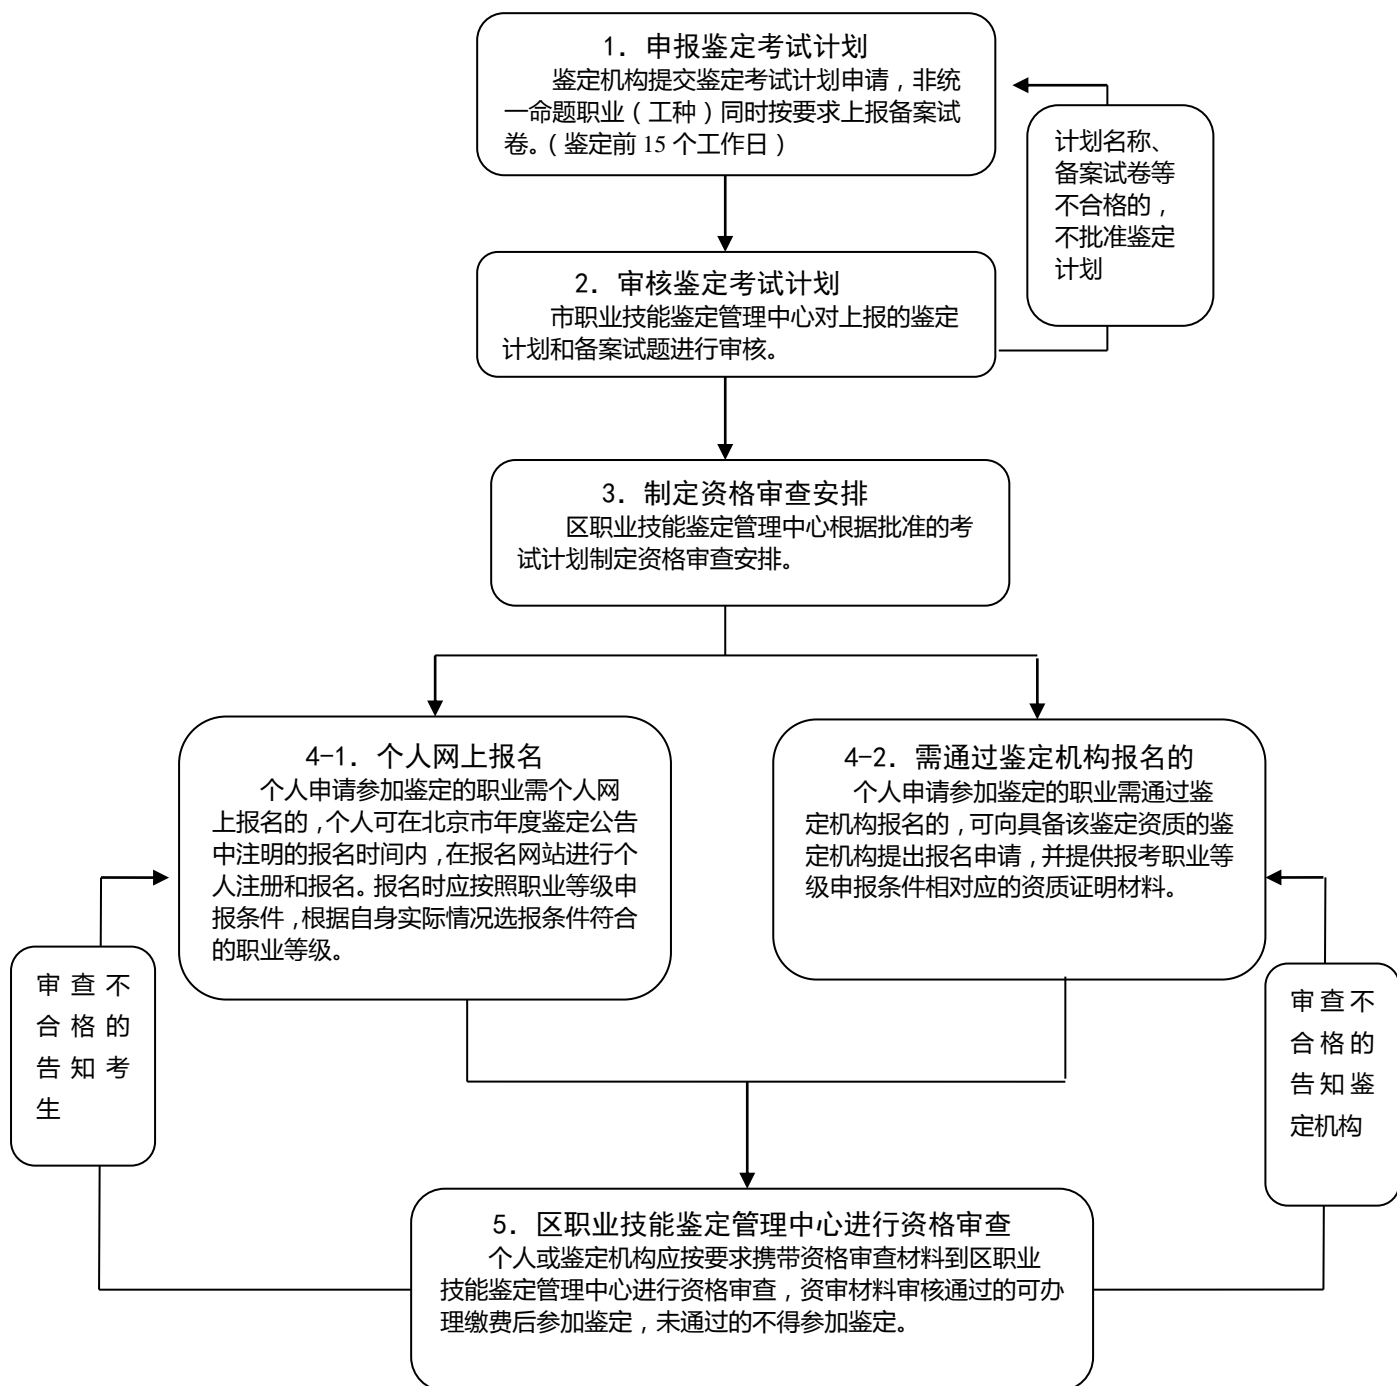 1. 申报鉴定考试计划
鉴定机构提交鉴定考试计划申请，非统
一命题职业（工种）同时按要求上报备案试
卷。（鉴定前 15 个工作日）
计划名称、
备案试卷等
不合格的，
不批准鉴定
计划
2. 审核鉴定考试计划
市职业技能鉴定管理中心对上报的鉴定
计划和备案试题进行审核。
3. 制定资格审查安排
区职业技能鉴定管理中心根据批准的考
试计划制定资格审查安排。
4-1. 个人网上报名
个人申请参加鉴定的职业需个人网
上报名的，个人可在北京市年度鉴定公告
中注明的报名时间内，在报名网站进行个
人注册和报名。报名时应按照职业等级申
报条件，根据自身实际情况选报条件符合
的职业等级。
4-2. 需通过鉴定机构报名的
个人申请参加鉴定的职业需通过鉴
定机构报名的，可向具备该鉴定资质的鉴
定机构提出报名申请，并提供报考职业等
级申报条件相对应的资质证明材料。
审查不
合格的
告知考
生
审查不
合格的
告知鉴
定机构
5. 区职业技能鉴定管理中心进行资格审查
个人或鉴定机构应按要求携带资格审查材料到区职业
技能鉴定管理中心进行资格审查，资审材料审核通过的可办
理缴费后参加鉴定，未通过的不得参加鉴定。